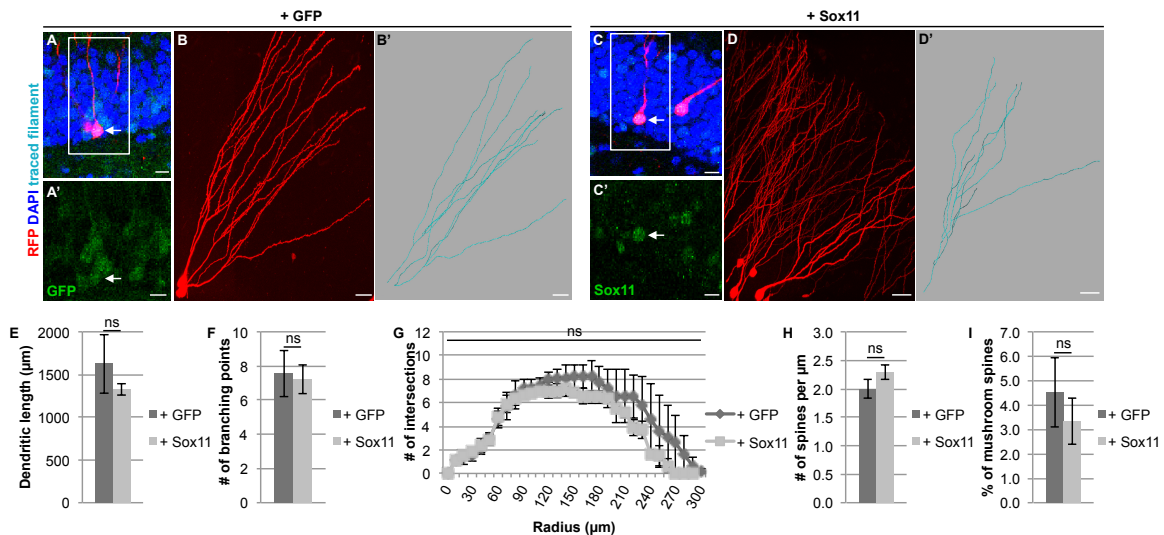 + GFP
+ Sox11
RFP DAPI traced filament
A
B
B'
C
D
D'
A'
GFP
C'
Sox11
E
Dendritic length (µm)
2000
1500
1000
500
0
ns
+ GFP
+ Sox11
F
# of branching points
10
8
6
4
2
0
ns
G
# of intersections
12
10
8
6
4
2
0
ns
0 30 60 90 120 150 180 210 240 270 300
Radius (µm)
+ GFP
+ Sox11
H
# of spines per µm
3.0
2.5
2.0
1.5
1.0
0.5
0.0
ns
+ GFP
+ Sox11
I
% of mushroom spines
7.0
6.0
5.0
4.0
3.0
2.0
1.0
0.0
ns